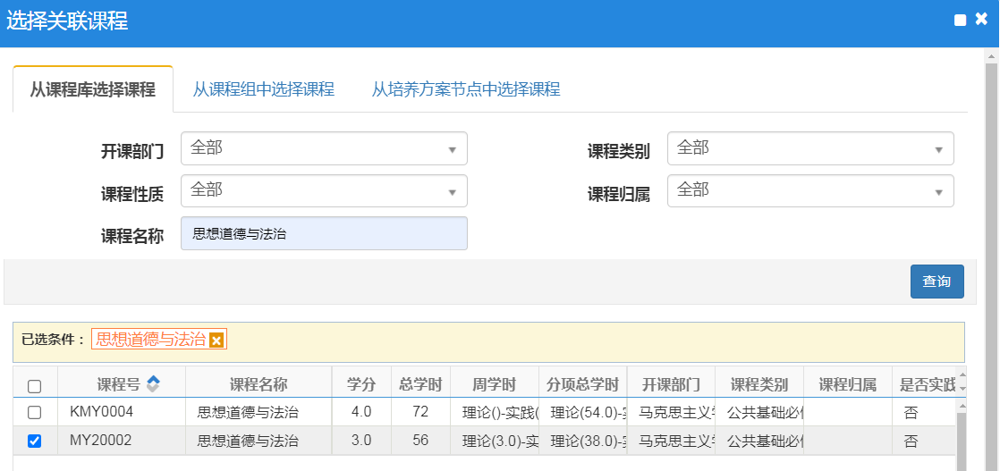 选择关联课程
从课程库选择课程 从课程组中选择课程 从培养方案节点中选择课程
开课部门 全部 课程类别 全部
课程性质 全部 课程归属 全部
课程名称 思想道德与法治
查询
已选条件： 思想道德与法治
课程号 课程名称 学分 总学时 周学时 分项总学时 开课部门 课程类别 课程归属 是否实践
KMY0004 思想道德与法治 4.0 72 理论()-实践( 理论(54.0)-实 马克思主义学 公共基础必修 否
MY20002 思想道德与法治 3.0 56 理论(3.0)-实 理论(38.0)-实 马克思主义学 公共基础必修 否